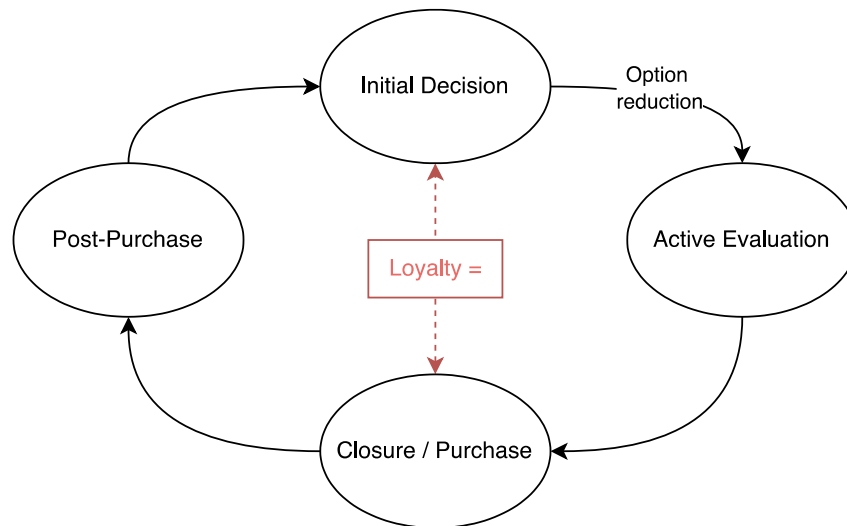 Initial Decision
Option
reduction
Post-Purchase
Active Evaluation
Loyalty =
Closure / Purchase